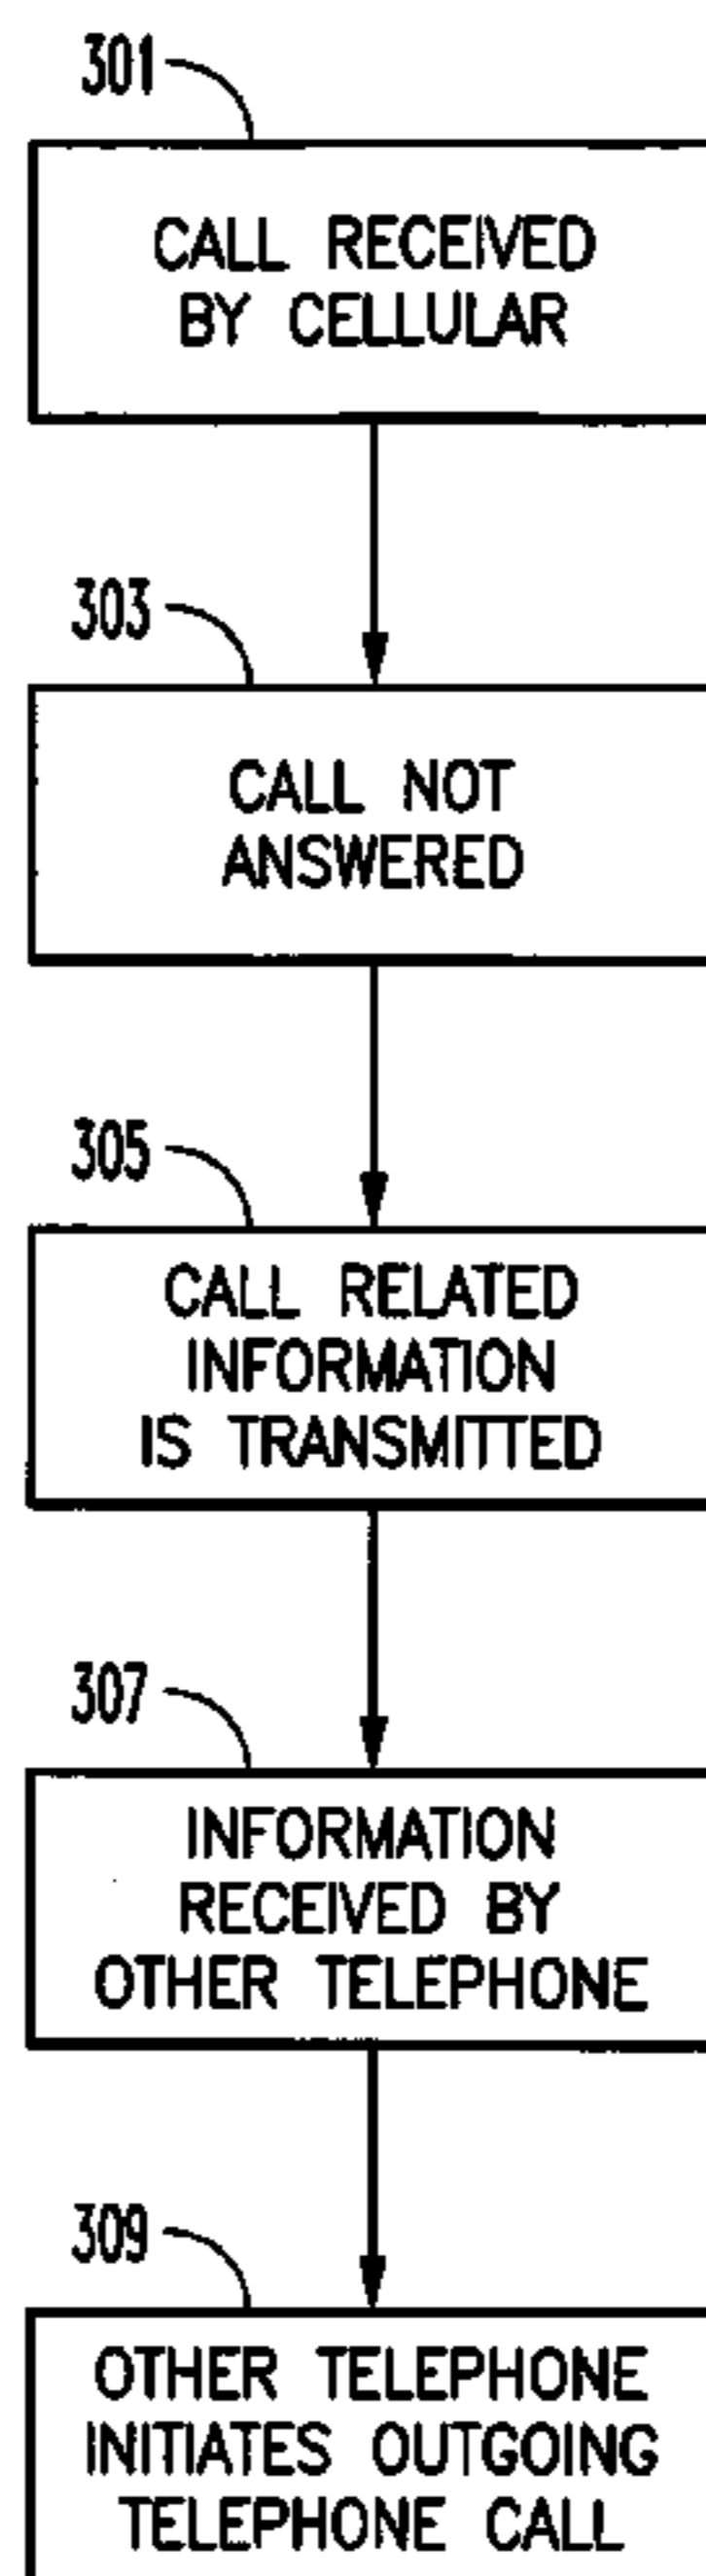 301
CALL RECEIVED
BY CELLULAR
303
CALL NOT
ANSWERED
305
CALL RELATED
INFORMATION
IS TRANSMITTED
307
INFORMATION
RECEIVED BY
OTHER TELEPHONE
309
OTHER TELEPHONE
INITIATES OUTGOING
TELEPHONE CALL